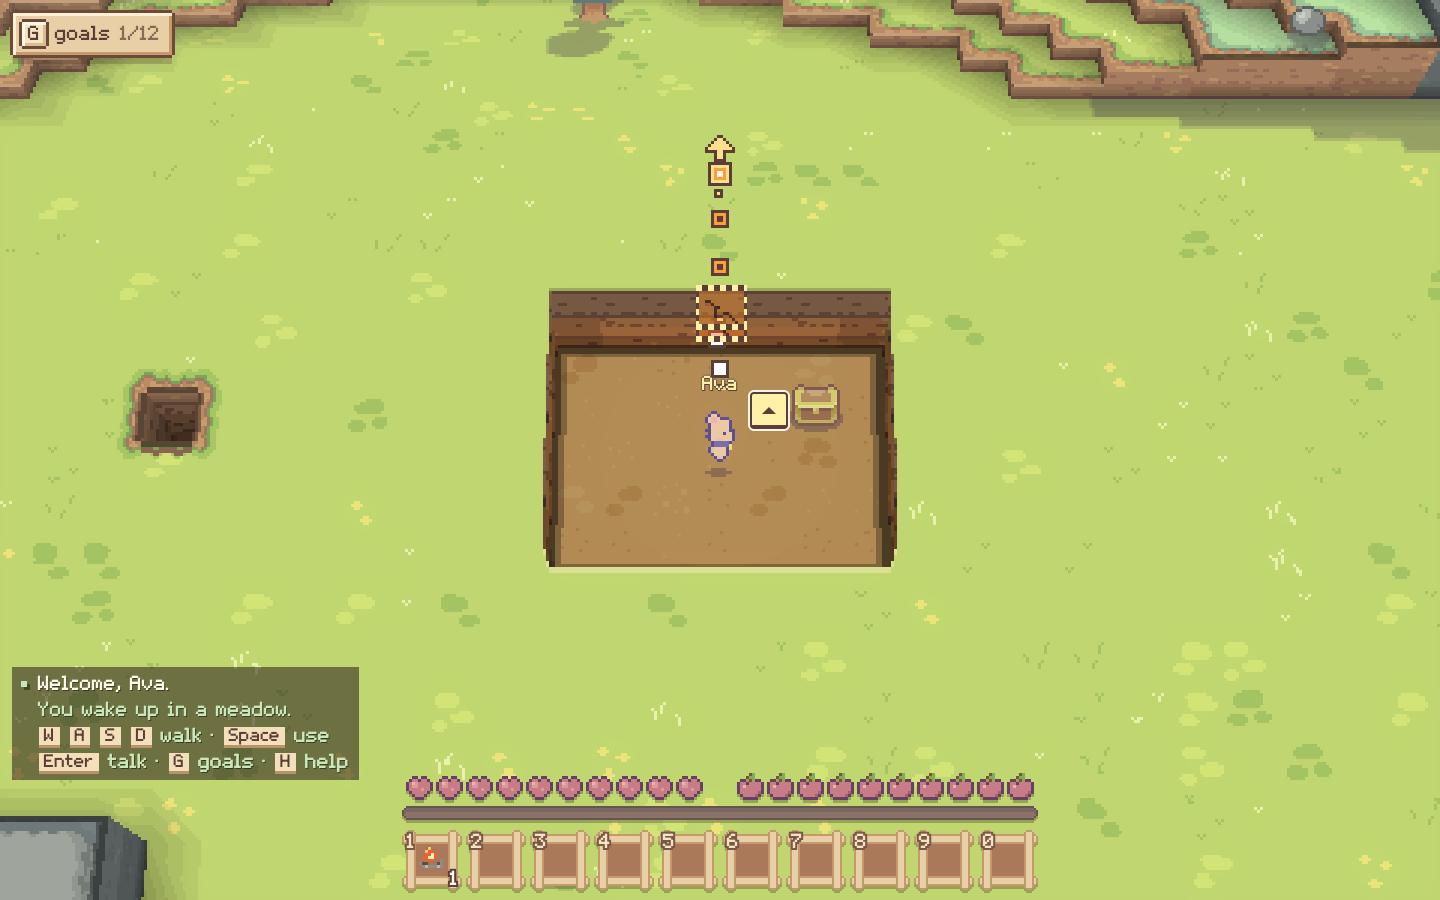 G goals 1/12
Ava
Welcome, Ava.
You wake up in a meadow.
W A S D walk · Space use
Enter talk · G goals · H help
1 2 3 4 5 6 7 8 9 0
1